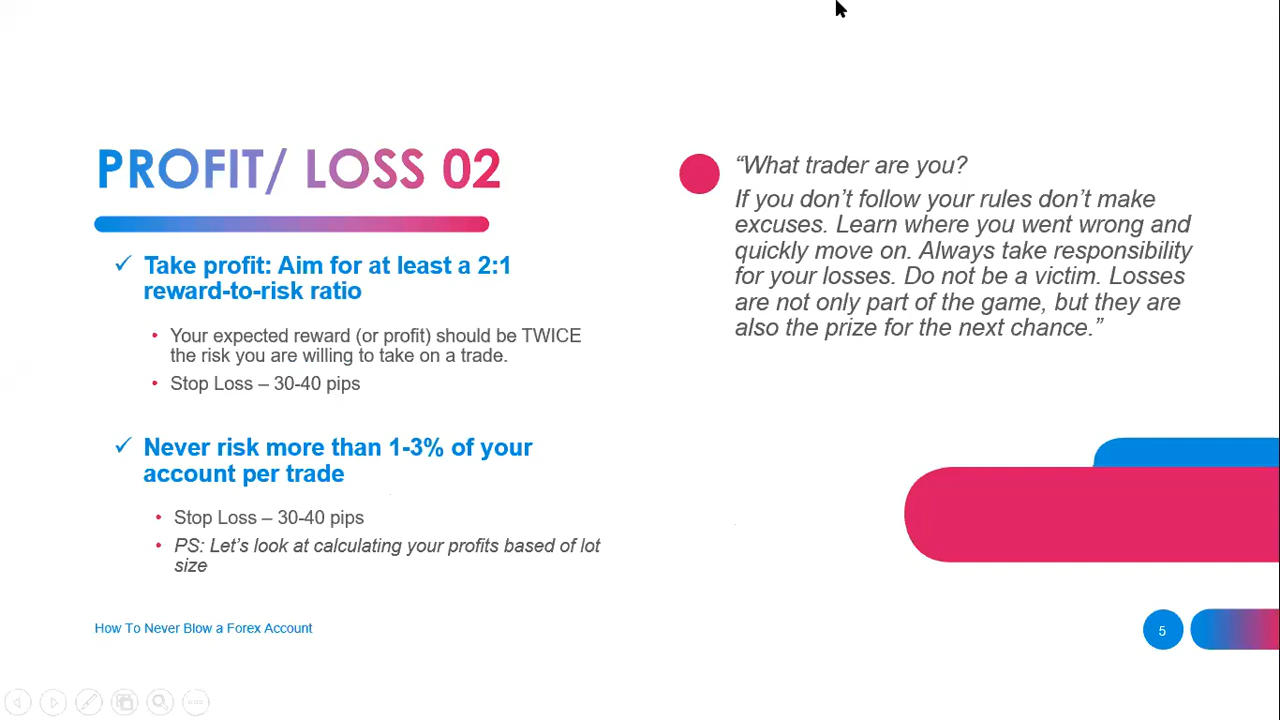 PROFIT/ LOSS 02
✓ Take profit: Aim for at least a 2:1
reward-to-risk ratio
• Your expected reward (or profit) should be TWICE
the risk you are willing to take on a trade.
• Stop Loss – 30-40 pips
✓ Never risk more than 1-3% of your
account per trade
• Stop Loss – 30-40 pips
• PS: Let’s look at calculating your profits based of lot
size
“What trader are you?
If you don’t follow your rules don’t make
excuses. Learn where you went wrong and
quickly move on. Always take responsibility
for your losses. Do not be a victim. Losses
are not only part of the game, but they are
also the prize for the next chance.”
How To Never Blow a Forex Account
5